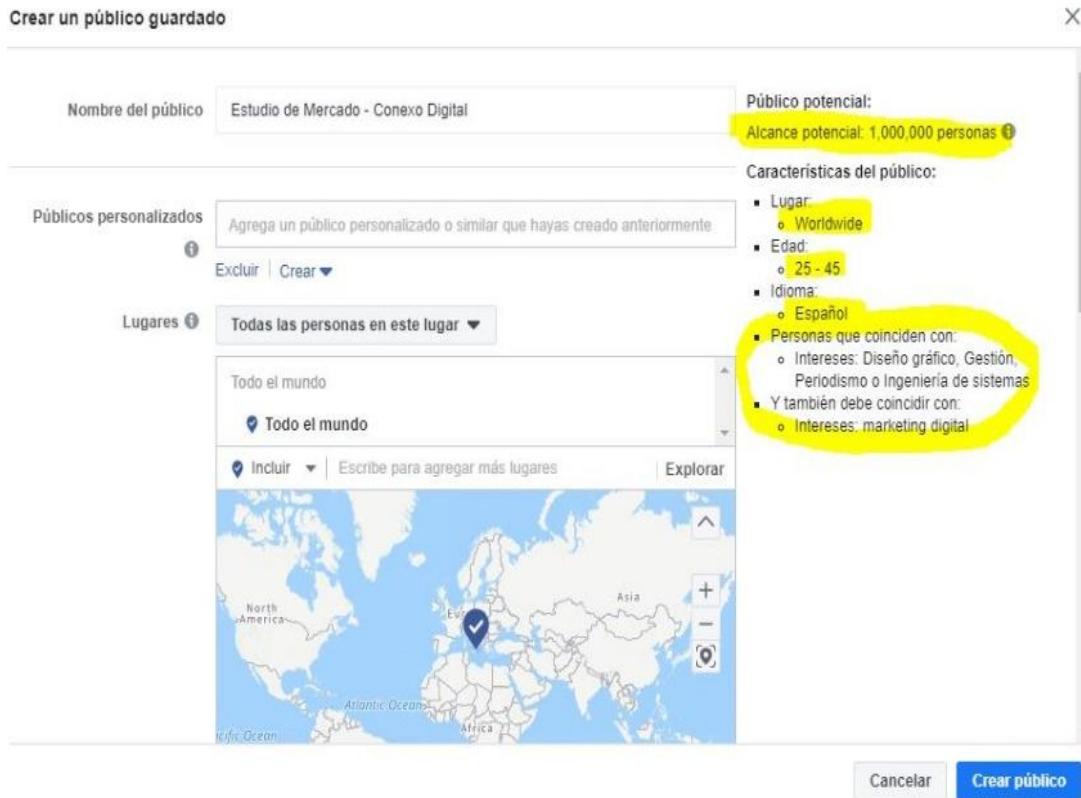 Crear un público guardado
Nombre del público
Estudio de Mercado - Conexo Digital
Públicos personalizados
Agrega un público personalizado o similar que hayas creado anteriormente
Excluir | Crear
Lugares
Todas las personas en este lugar
Todo el mundo
Todo el mundo
Incluir
Escribe para agregar más lugares
Explorar
North
America
Asia
Atlantic Ocean
Africa
Público potencial:
Alcance potencial: 1,000,000 personas
Características del público:
Lugar:
Worldwide
Edad:
25 - 45
Idioma:
Español
Personas que coinciden con:
Intereses: Diseño gráfico, Gestión,
Periodismo o Ingeniería de sistemas
Y también debe coincidir con:
Intereses: marketing digital
Cancelar
Crear público